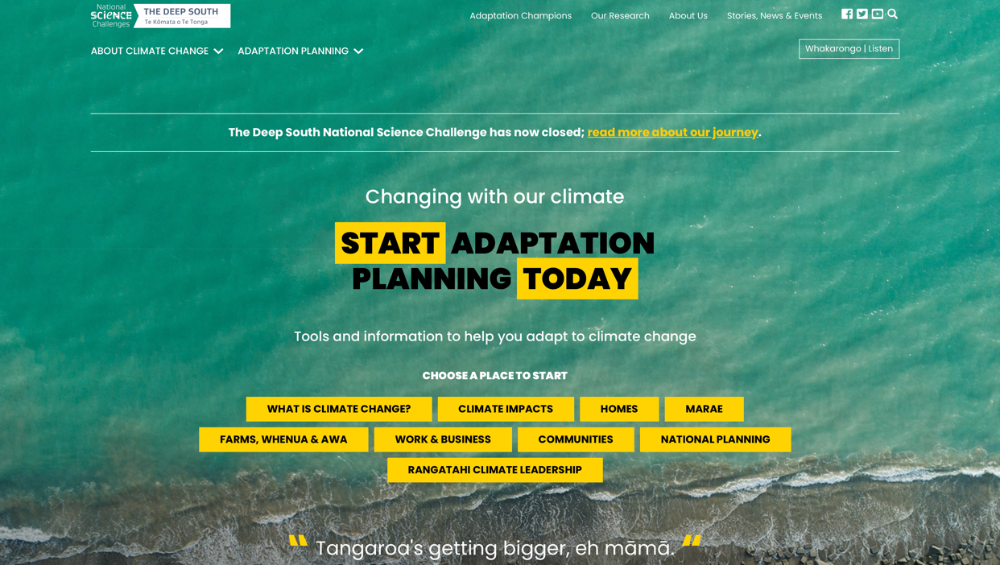 National
SCIENCE
Challenges
THE DEEP SOUTH
Te Kōmata o Te Tonga
Adaptation Champions
Our Research
About Us
Stories, News & Events
ABOUT CLIMATE CHANGE
ADAPTATION PLANNING
Whakarongo | Listen
The Deep South National Science Challenge has now closed; read more about our journey.
Changing with our climate
START ADAPTATION
PLANNING TODAY
Tools and information to help you adapt to climate change
CHOOSE A PLACE TO START
WHAT IS CLIMATE CHANGE?
CLIMATE IMPACTS
HOMES
MARAE
FARMS, WHENUA & AWA
WORK & BUSINESS
COMMUNITIES
NATIONAL PLANNING
RANGATAHI CLIMATE LEADERSHIP
" Tangaroa's getting bigger, eh māmā. "